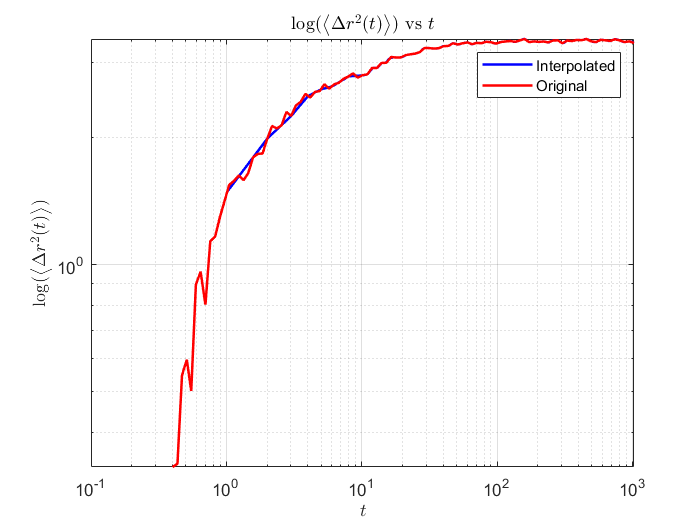 log(⟨Δr²(t)⟩) vs t
Interpolated
Original
log(⟨Δr²(t)⟩)
10⁰
10⁻¹ 10⁰ 10¹ 10² 10³
t